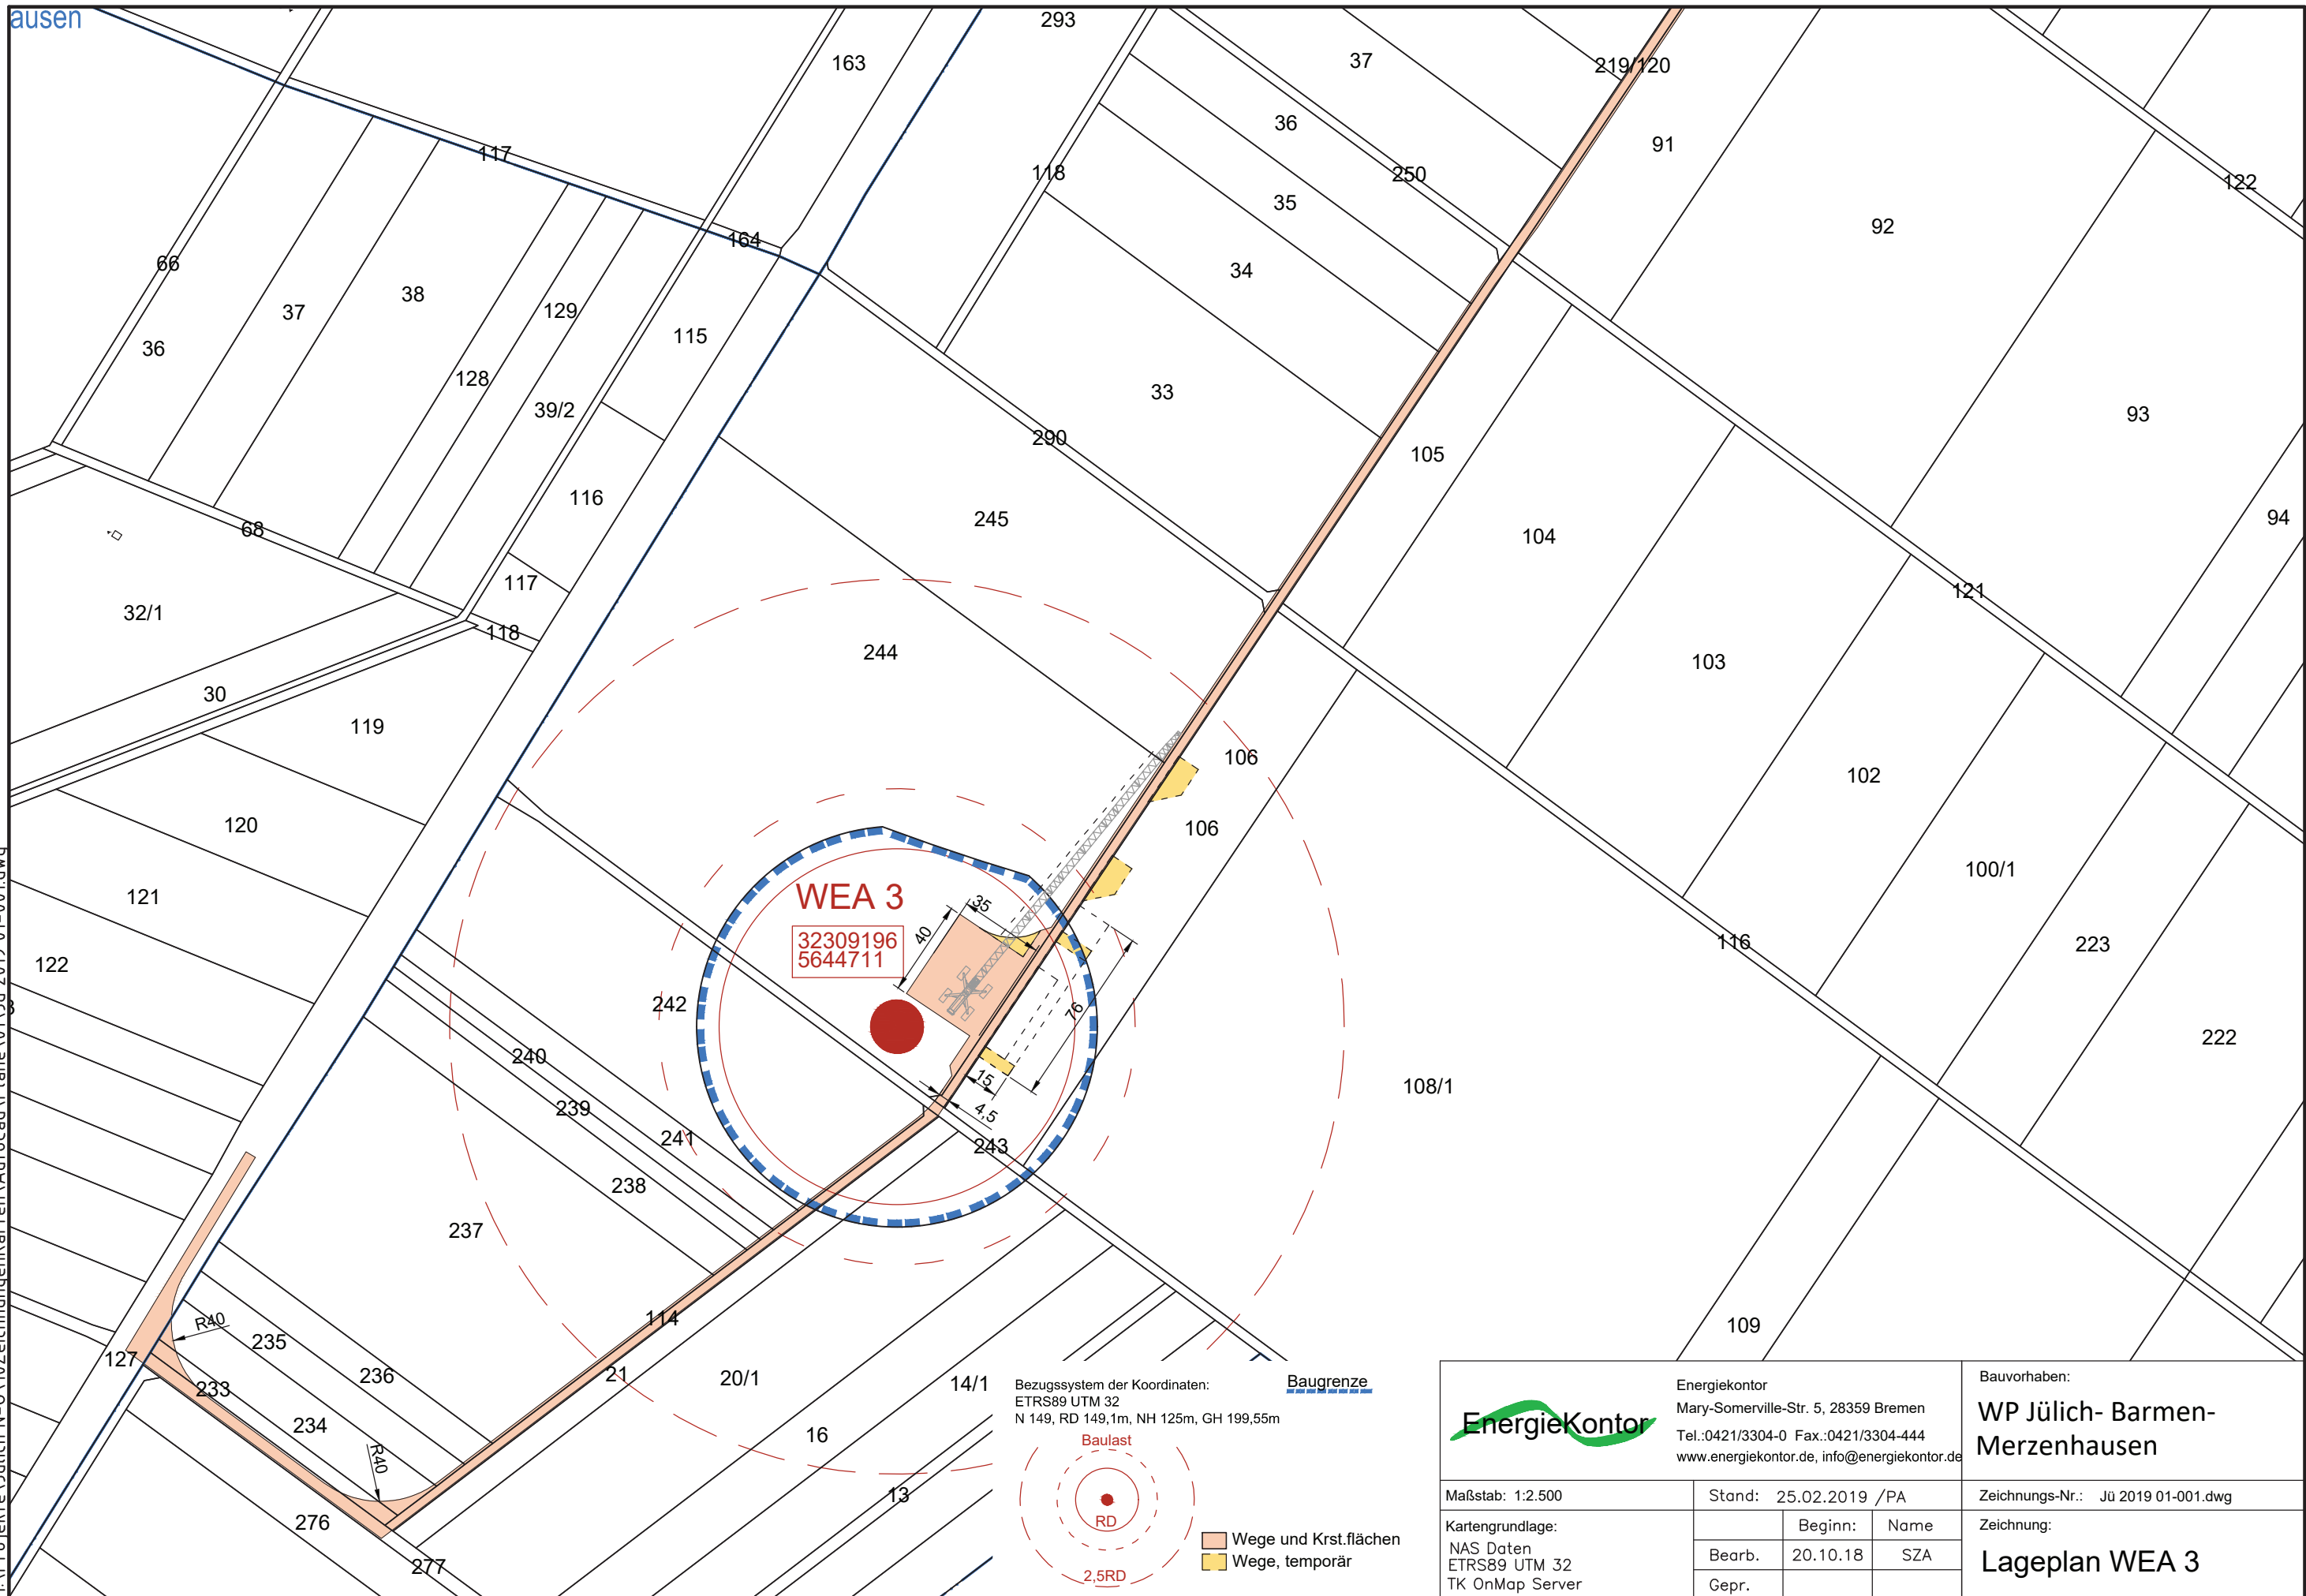 ausen
293
163
37
219/120
36
91
117
118
250
122
35
92
164
66
34
38
37
129
115
36
33
128
39/2
93
290
105
116
245
94
68
104
117
121
32/1
118
244
103
30
119
106
102
120
106
100/1
121
WEA 3
35
40
32309196
5644711
116
223
122
242
76
222
240
15
108/1
239
4,5
241
243
238
237
114
R40
235
109
127
236
21
20/1
14/1
233
234
16
R40
13
276
277
Bezugssystem der Koordinaten:
ETRS89 UTM 32
N 149, RD 149,1m, NH 125m, GH 199,55m
Baugrenze
Baulast
RD
2,5RD
Wege und Krst.flächen
Wege, temporär
EnergieKontor
Energiekontor
Mary-Somerville-Str. 5, 28359 Bremen
Tel.:0421/3304-0 Fax.:0421/3304-444
www.energiekontor.de, info@energiekontor.de
Bauvorhaben:
WP Jülich- Barmen-
Merzenhausen
Maßstab: 1:2.500
Stand: 25.02.2019 /PA
Zeichnungs-Nr.: Jü 2019 01-001.dwg
Kartengrundlage:
NAS Daten
ETRS89 UTM 32
TK OnMap Server
Beginn: Name
Bearb. 20.10.18 SZA
Gepr.
Zeichnung:
Lageplan WEA 3